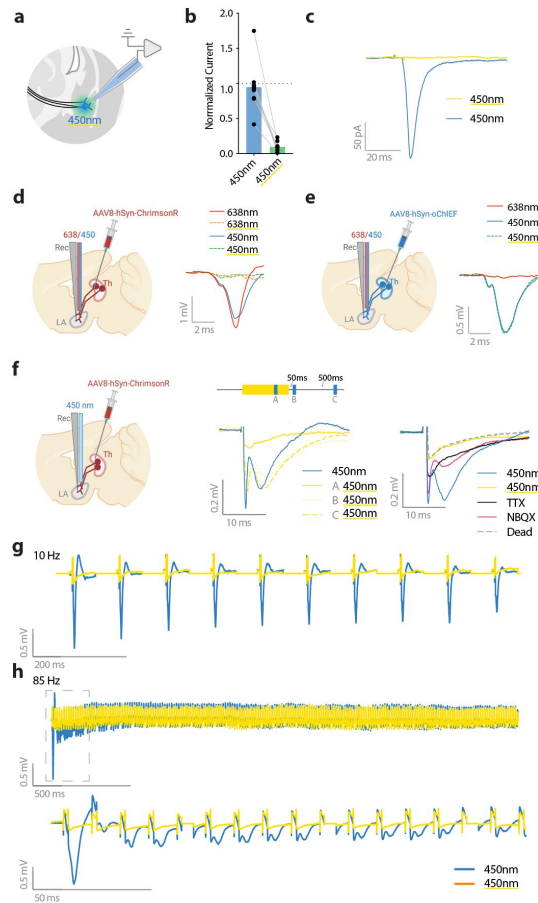 a
450nm
b
Normalized Current
2.0
1.5
1.0
0.5
0.0
450nm
450nm
c
450nm
450nm
50 pA
20 ms
d
AAV8-hSyn-ChrimsonR
638/450
Rec
Th
LA
638nm
638nm
450nm
450nm
1 mV
2 ms
e
AAV8-hSyn-oChIEF
638/450
Rec
Th
LA
638nm
450nm
450nm
0.5 mV
2 ms
f
AAV8-hSyn-ChrimsonR
450 nm
Rec
Th
LA
50ms
500ms
A
B
C
0.2 mV
10 ms
450nm
A 450nm
B 450nm
C 450nm
0.2 mV
10 ms
450nm
450nm
TTX
NBQX
Dead
g
10 Hz
0.5 mV
200 ms
h
85 Hz
0.5 mV
500 ms
0.5 mV
50 ms
450nm
450nm